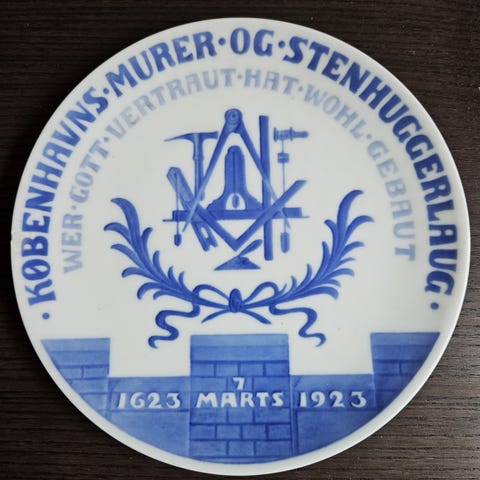 KØBENHAVNS·MURER·OG·STENHUGGERLAUG·
WER·GOTT·VERTRAUT·HAT·WOHL·GEBAUT
7
1623 MARTS 1923